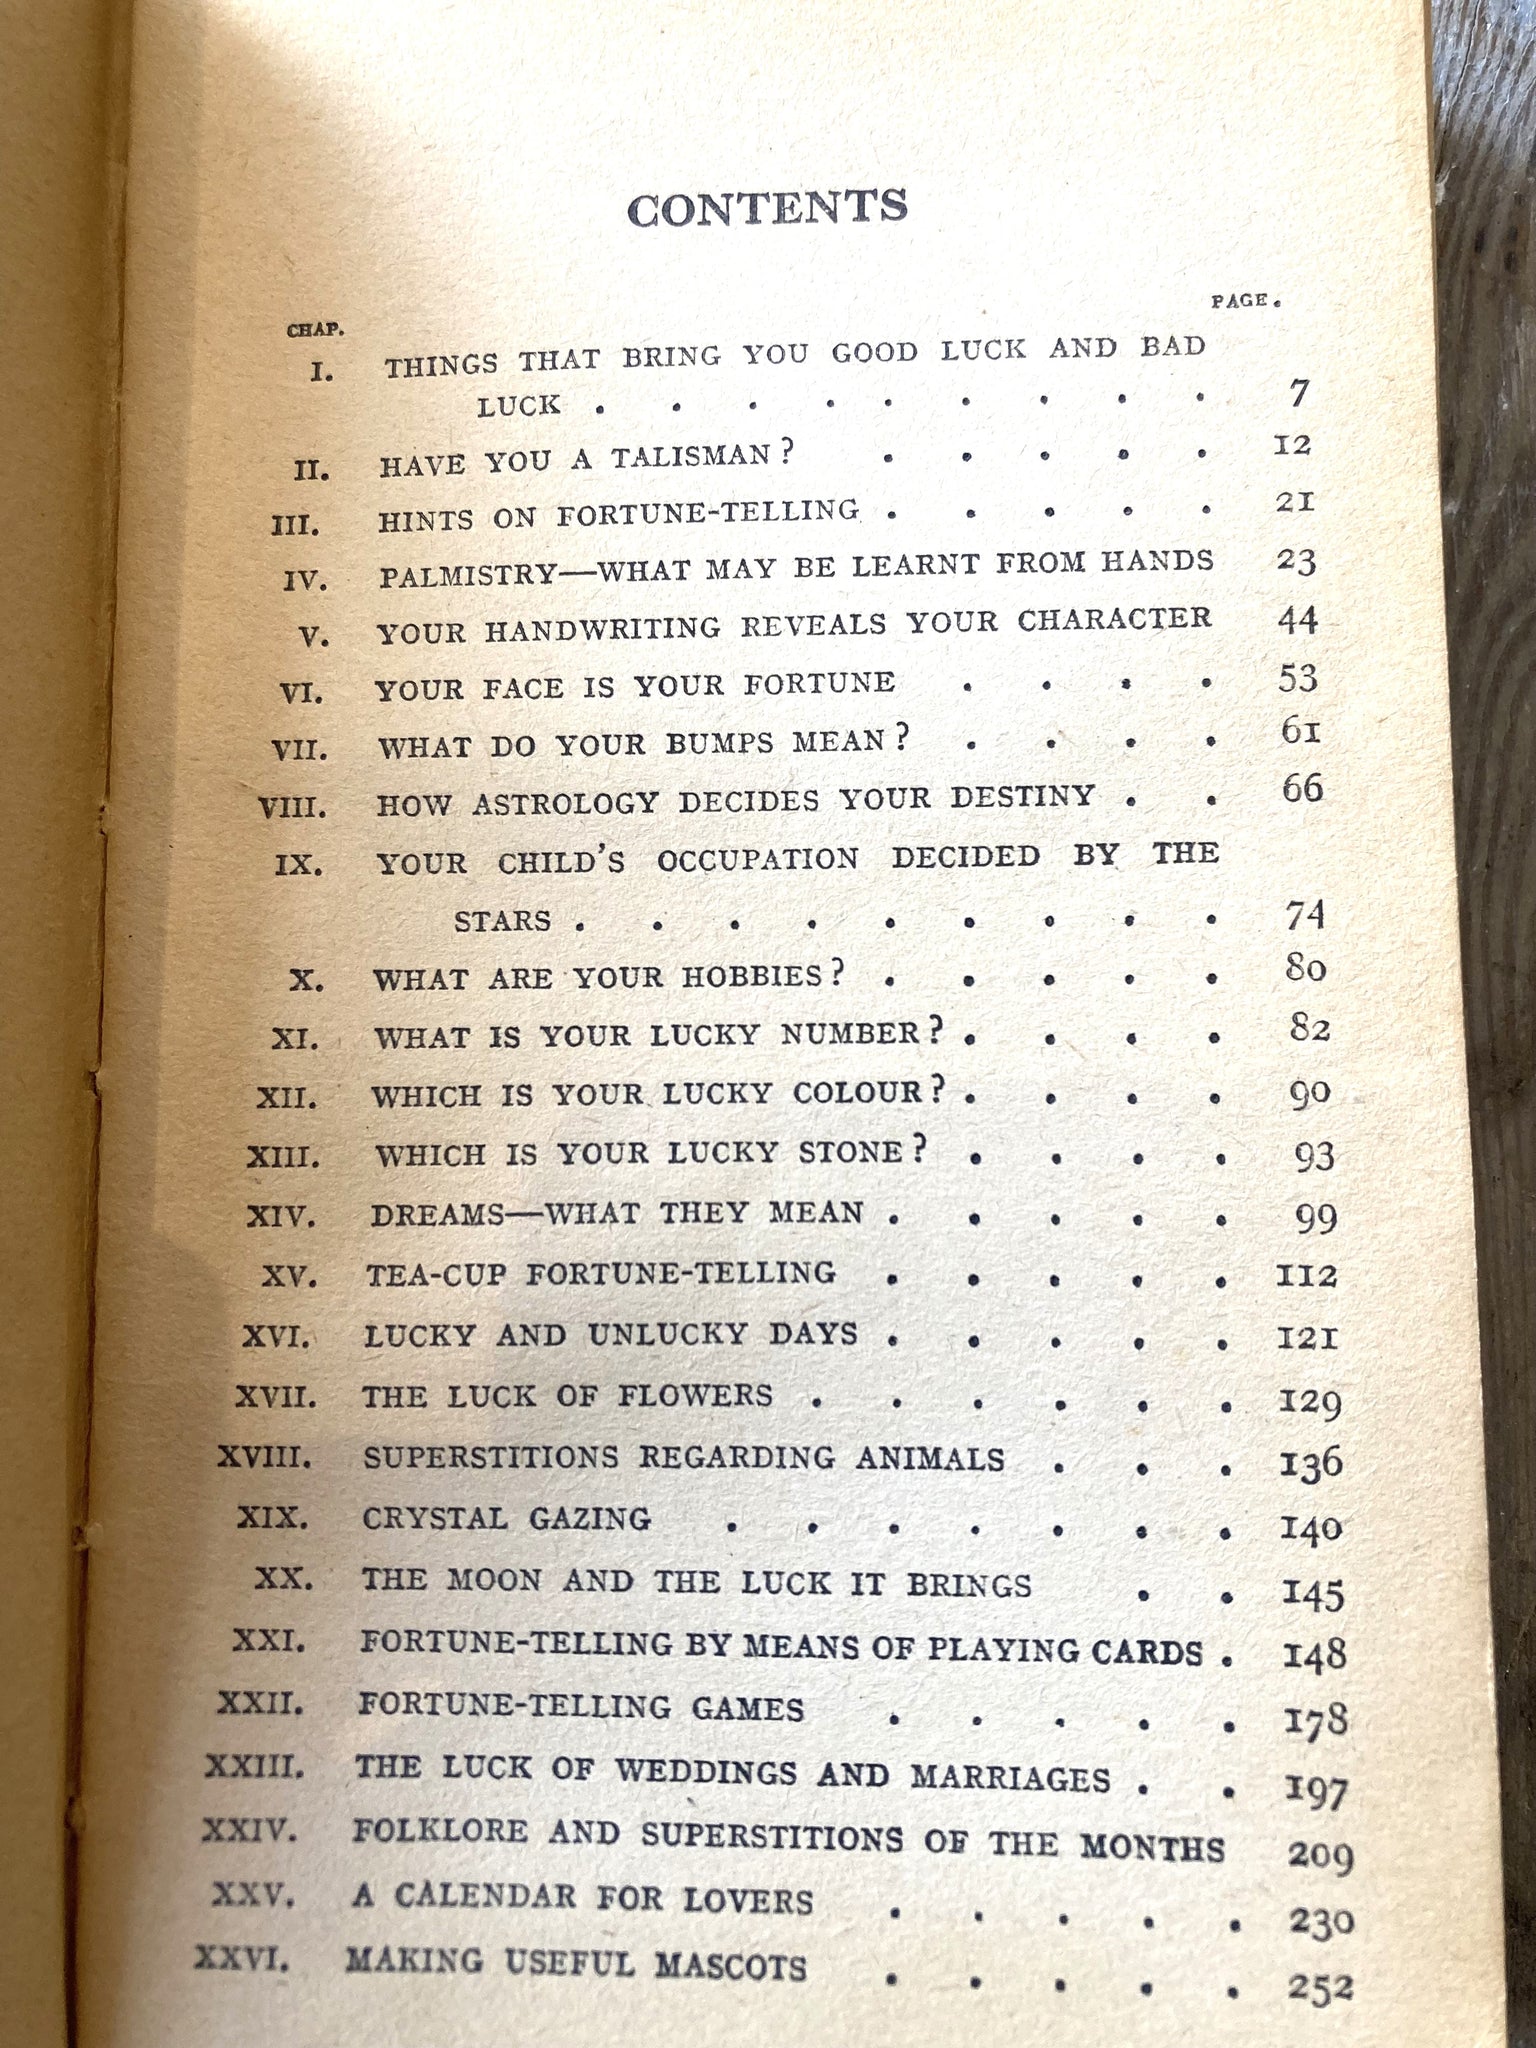 CONTENTS
CHAP. PAGE.
I. THINGS THAT BRING YOU GOOD LUCK AND BAD
LUCK . . . . . . . . . 7
II. HAVE YOU A TALISMAN? . . . . . 12
III. HINTS ON FORTUNE-TELLING . . . . . 21
IV. PALMISTRY—WHAT MAY BE LEARNT FROM HANDS 23
V. YOUR HANDWRITING REVEALS YOUR CHARACTER 44
VI. YOUR FACE IS YOUR FORTUNE . . . . 53
VII. WHAT DO YOUR BUMPS MEAN? . . . . 61
VIII. HOW ASTROLOGY DECIDES YOUR DESTINY . . 66
IX. YOUR CHILD'S OCCUPATION DECIDED BY THE
STARS . . . . . . . . . 74
X. WHAT ARE YOUR HOBBIES? . . . . . 80
XI. WHAT IS YOUR LUCKY NUMBER? . . . . 82
XII. WHICH IS YOUR LUCKY COLOUR? . . . . 90
XIII. WHICH IS YOUR LUCKY STONE? . . . . 93
XIV. DREAMS—WHAT THEY MEAN . . . . . 99
XV. TEA-CUP FORTUNE-TELLING . . . . . 112
XVI. LUCKY AND UNLUCKY DAYS . . . . . 121
XVII. THE LUCK OF FLOWERS . . . . . . 129
XVIII. SUPERSTITIONS REGARDING ANIMALS . . . 136
XIX. CRYSTAL GAZING . . . . . . . 140
XX. THE MOON AND THE LUCK IT BRINGS . . 145
XXI. FORTUNE-TELLING BY MEANS OF PLAYING CARDS . 148
XXII. FORTUNE-TELLING GAMES . . . . . 178
XXIII. THE LUCK OF WEDDINGS AND MARRIAGES . . 197
XXIV. FOLKLORE AND SUPERSTITIONS OF THE MONTHS 209
XXV. A CALENDAR FOR LOVERS . . . . . 230
XXVI. MAKING USEFUL MASCOTS . . . . . 252